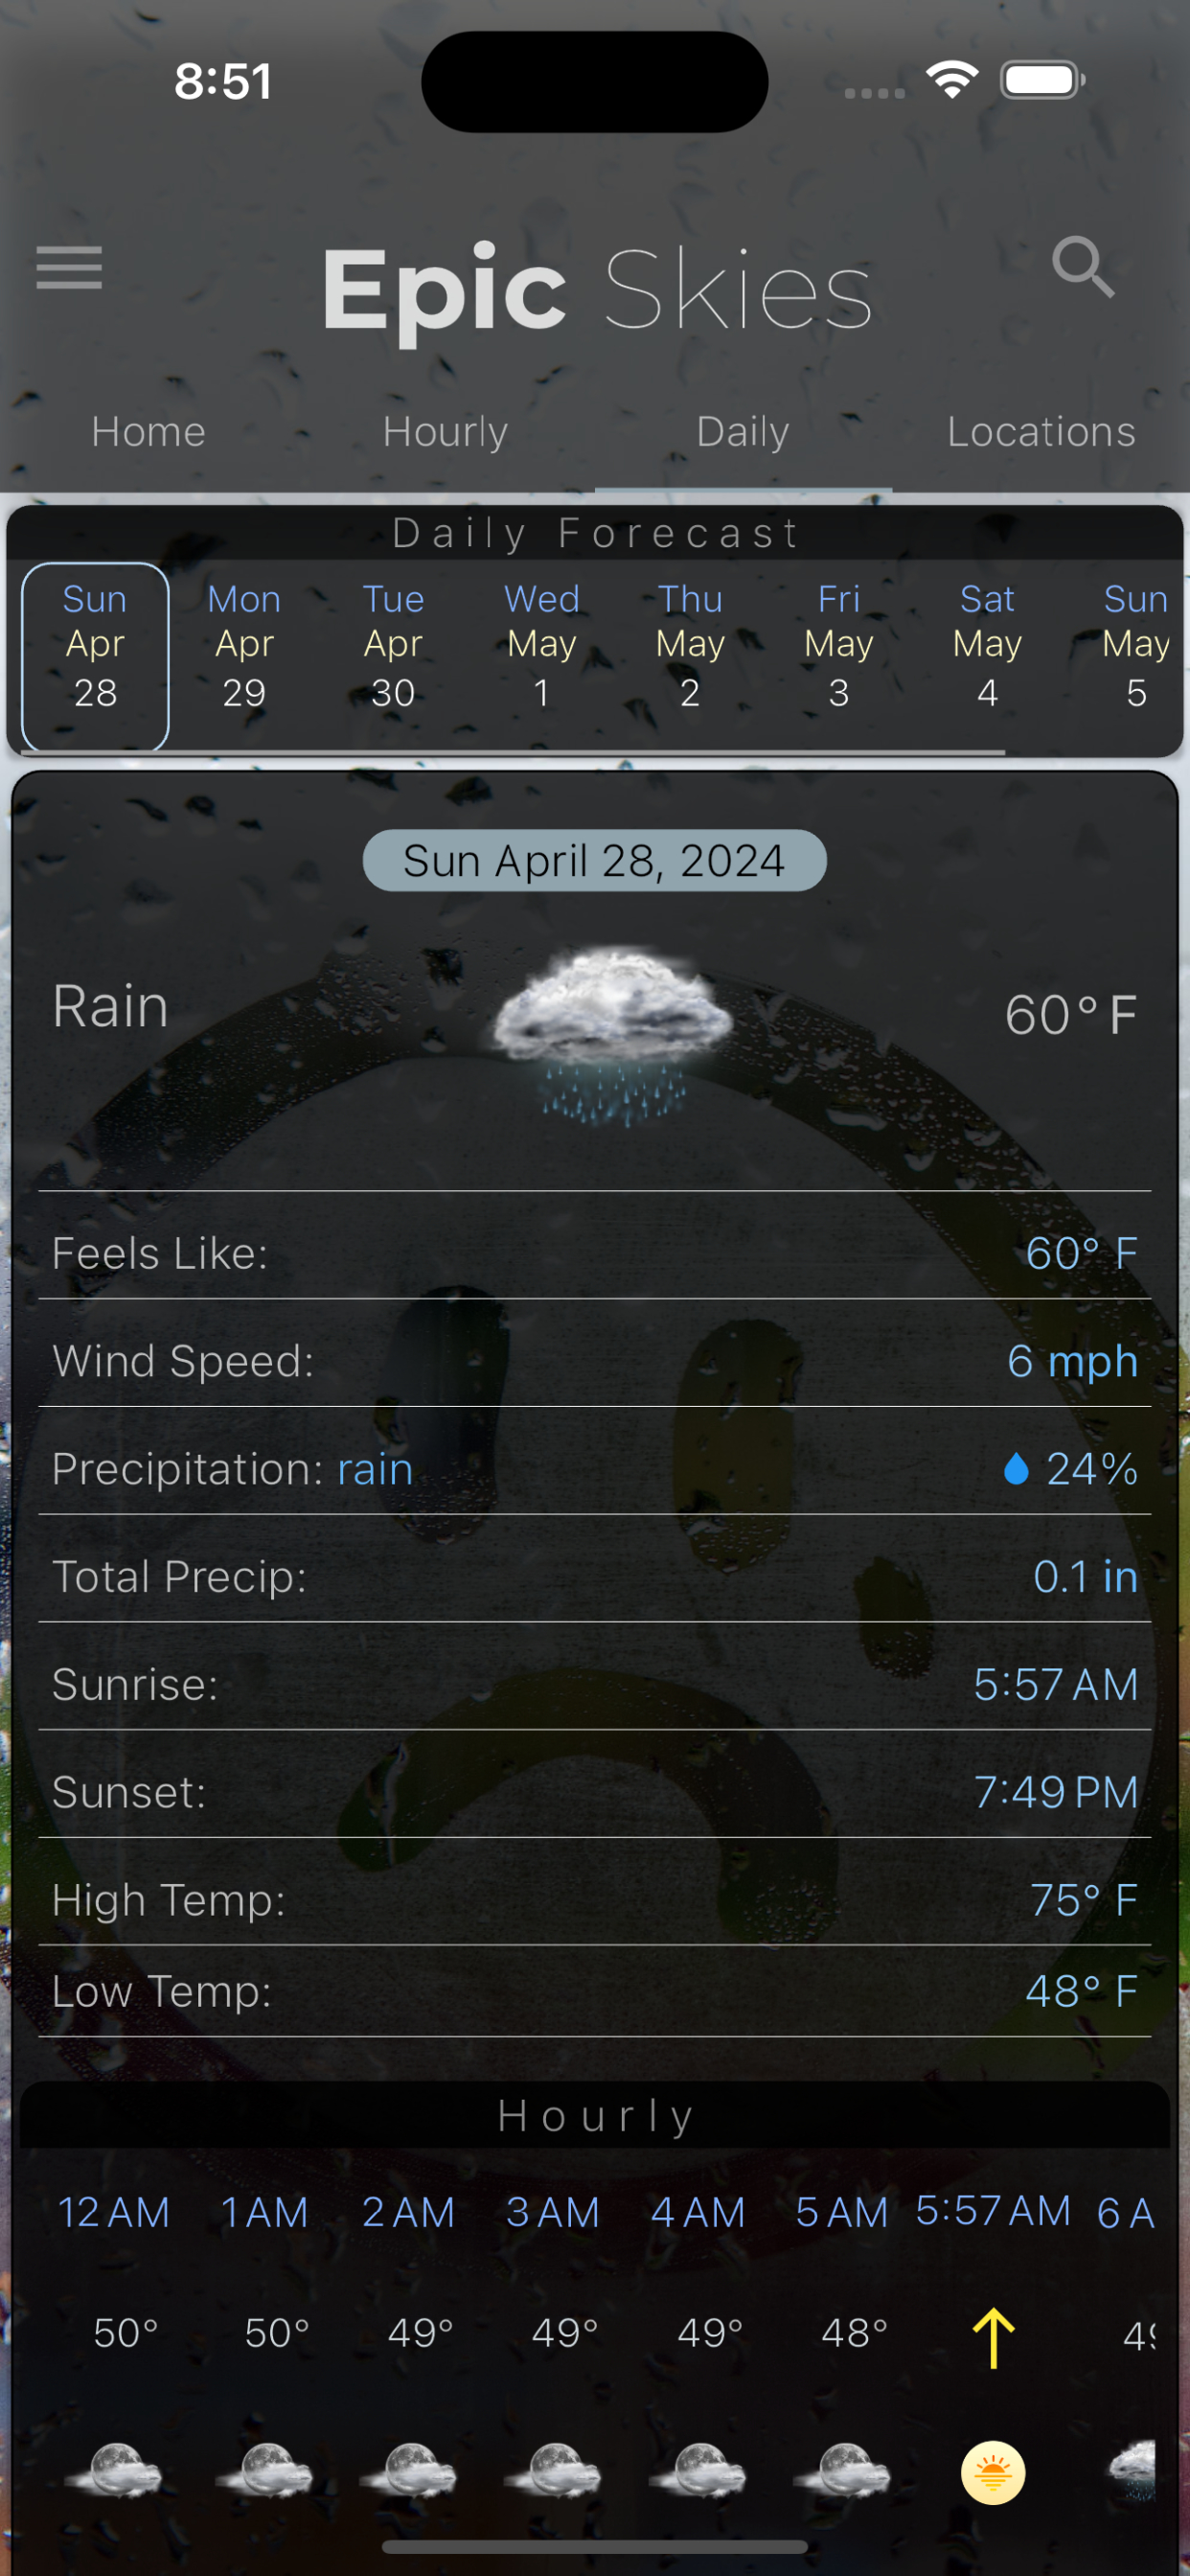 8:51
Epic Skies
Home Hourly Daily Locations
Daily Forecast
Sun Mon Tue Wed Thu Fri Sat Sun
Apr Apr Apr May May May May May
28 29 30 1 2 3 4 5
Sun April 28, 2024
Rain 60° F
Feels Like: 60° F
Wind Speed: 6 mph
Precipitation: rain 24%
Total Precip: 0.1 in
Sunrise: 5:57 AM
Sunset: 7:49 PM
High Temp: 75° F
Low Temp: 48° F
Hourly
12 AM 1 AM 2 AM 3 AM 4 AM 5 AM 5:57 AM 6 A
50° 50° 49° 49° 49° 48°